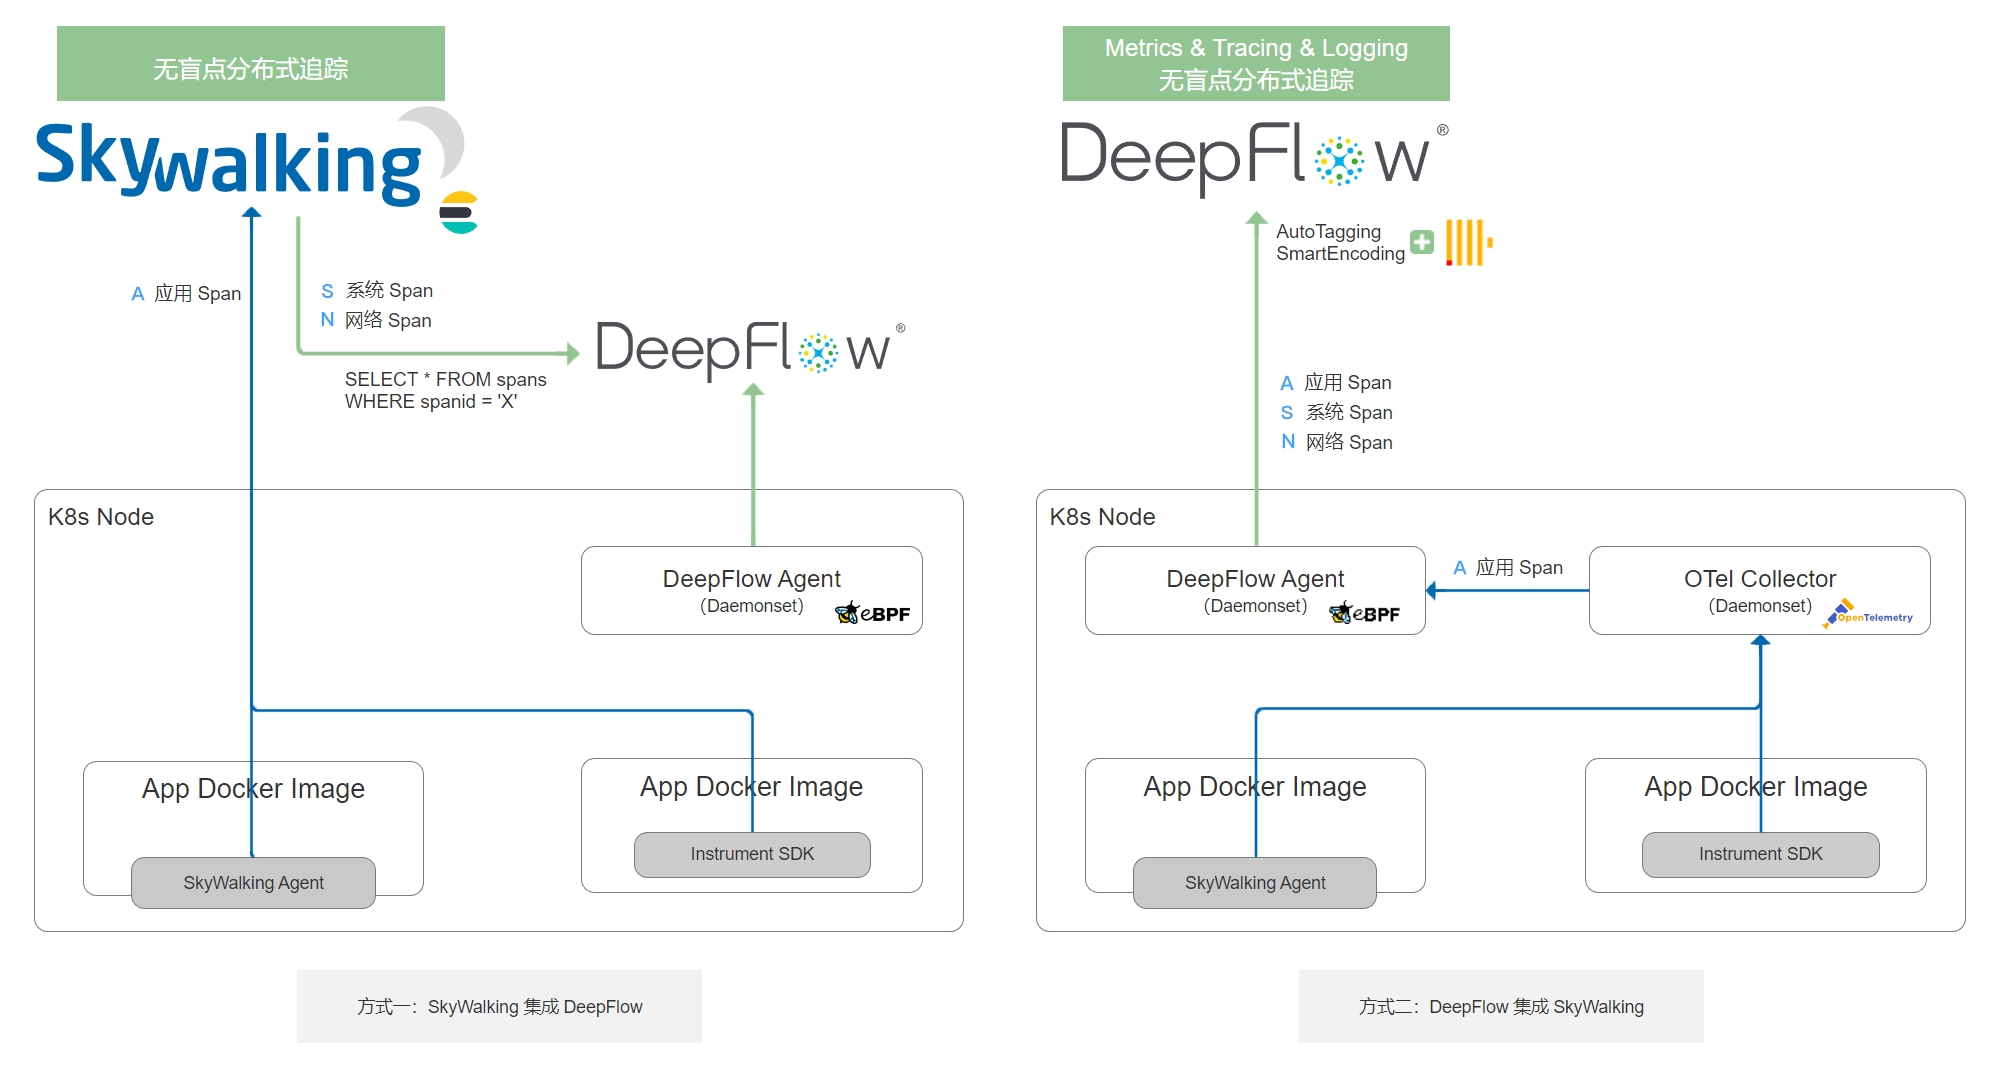 无盲点分布式追踪
Skywalking
A 应用 Span
S 系统 Span
N 网络 Span
SELECT * FROM spans
WHERE spanid = 'X'
DeepFlow®
K8s Node
DeepFlow Agent
(Daemonset)
eBPF
App Docker Image
SkyWalking Agent
App Docker Image
Instrument SDK
方式一：SkyWalking 集成 DeepFlow
Metrics & Tracing & Logging
无盲点分布式追踪
DeepFlow®
AutoTagging
SmartEncoding
A 应用 Span
S 系统 Span
N 网络 Span
K8s Node
DeepFlow Agent
(Daemonset)
eBPF
A 应用 Span
OTel Collector
(Daemonset)
OpenTelemetry
App Docker Image
SkyWalking Agent
App Docker Image
Instrument SDK
方式二：DeepFlow 集成 SkyWalking